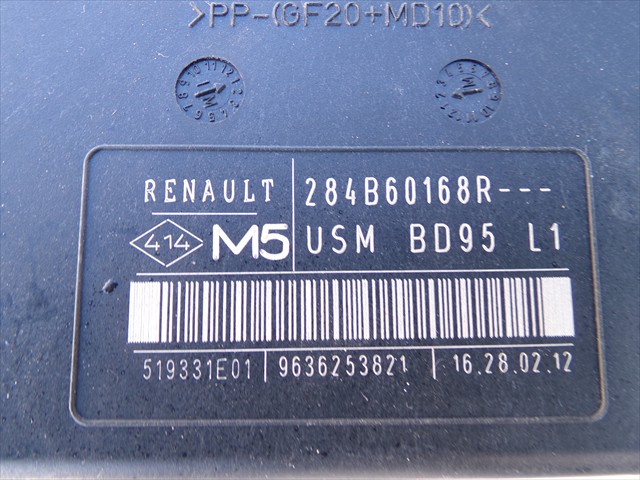 >PP-(GF20+MD10)<
RENAULT 284B60168R---
414 M5 USM BD95 L1
519331E01 9636253821 16.28.02.12